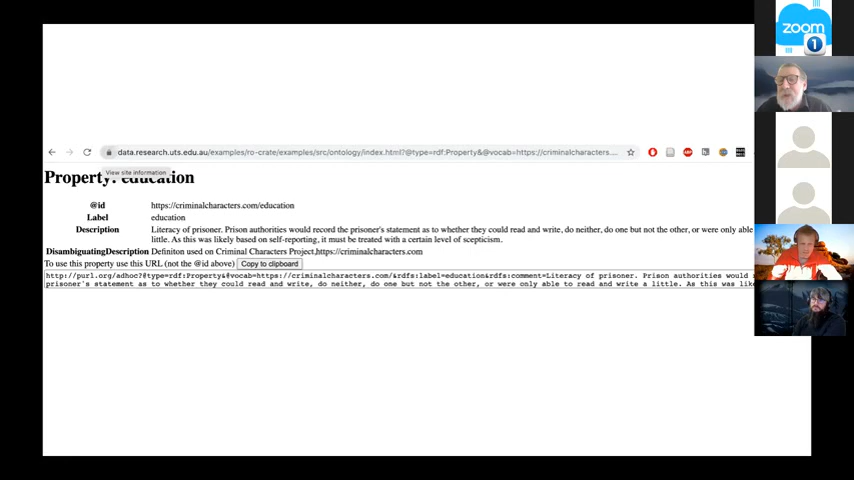 zoom
1
data.research.uts.edu.au/examples/ro-crate/examples/src/ontology/index.html?@type=rdf:Property&@vocab=https://criminalcharacters....
View site information
Property: education
@id https://criminalcharacters.com/education
Label education
Description Literacy of prisoner. Prison authorities would record the prisoner's statement as to whether they could read and write, do neither, do one but not the other, or were only able
little. As this was likely based on self-reporting, it must be treated with a certain level of scepticism.
DisambiguatingDescription Definiton used on Criminal Characters Project,https://criminalcharacters.com
To use this property use this URL (not the @id above) Copy to clipboard
http://purl.org/adhoc?@type=rdf:Property&@vocab=https://criminalcharacters.com/&rdfs:label=education&rdfs:comment=Literacy of prisoner. Prison authorities would
prisoner's statement as to whether they could read and write, do neither, do one but not the other, or were only able to read and write a little. As this was like